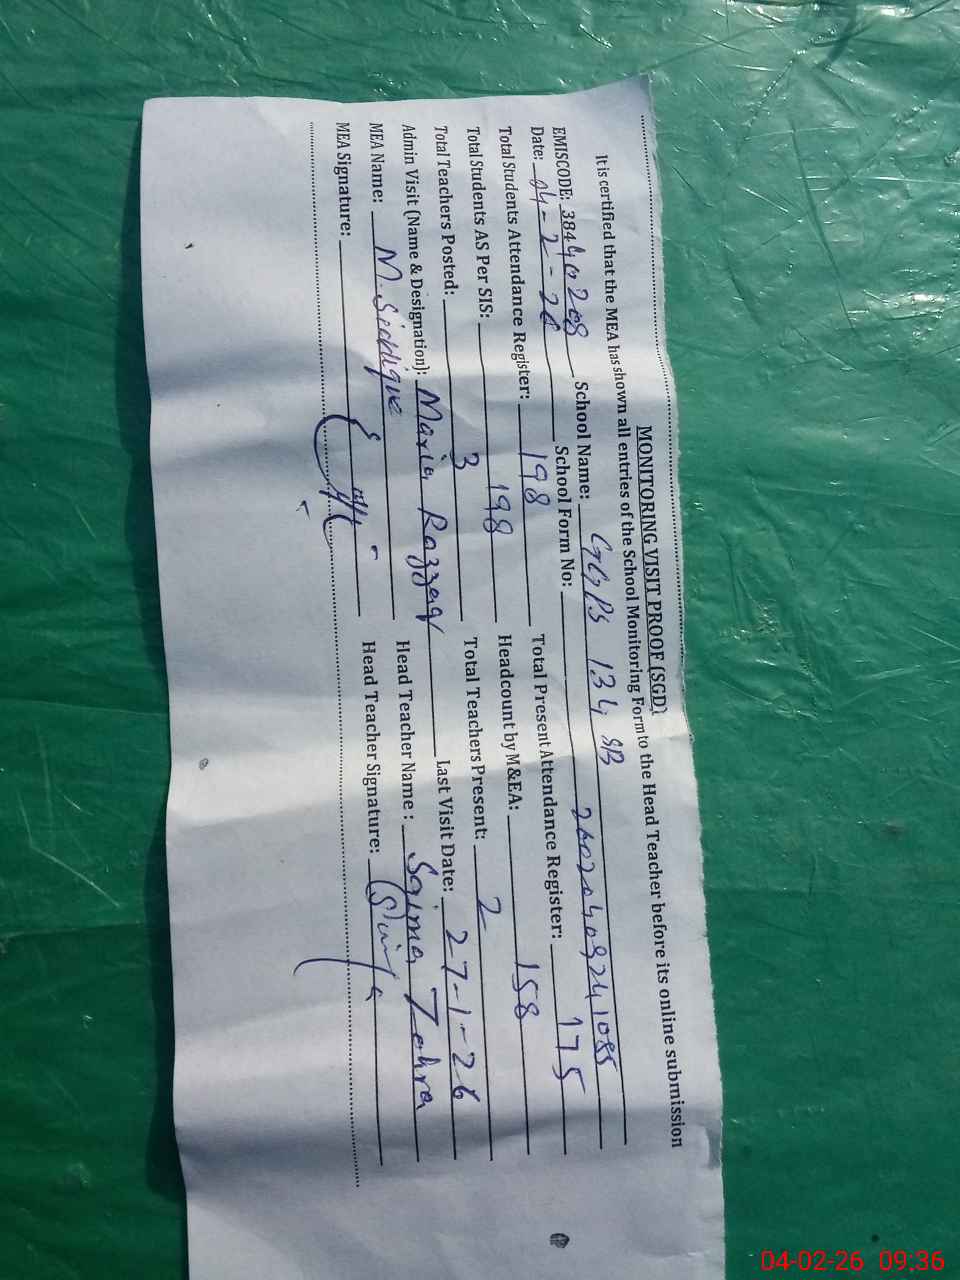 MONITORING VISIT PROOF (SGD)
It is certified that the MEA has shown all entries of the School Monitoring Form to the Head Teacher before its online submission
EMISCODE: 38440208 School Name: GGPS 134 SB
Date: 04-2-26 School Form No: 26020409241085
Total Students Attendance Register: 198 Total Present Attendance Register: 175
Total Students AS Per SIS: 198 Headcount by M&EA: 158
Total Teachers Posted: 3 Total Teachers Present: 2
Admin Visit (Name & Designation): Maria Razzaq Last Visit Date: 27-1-26
MEA Name: M. Siddique Head Teacher Name: Saima Zahra
MEA Signature: Head Teacher Signature:
04-02-26 09:36